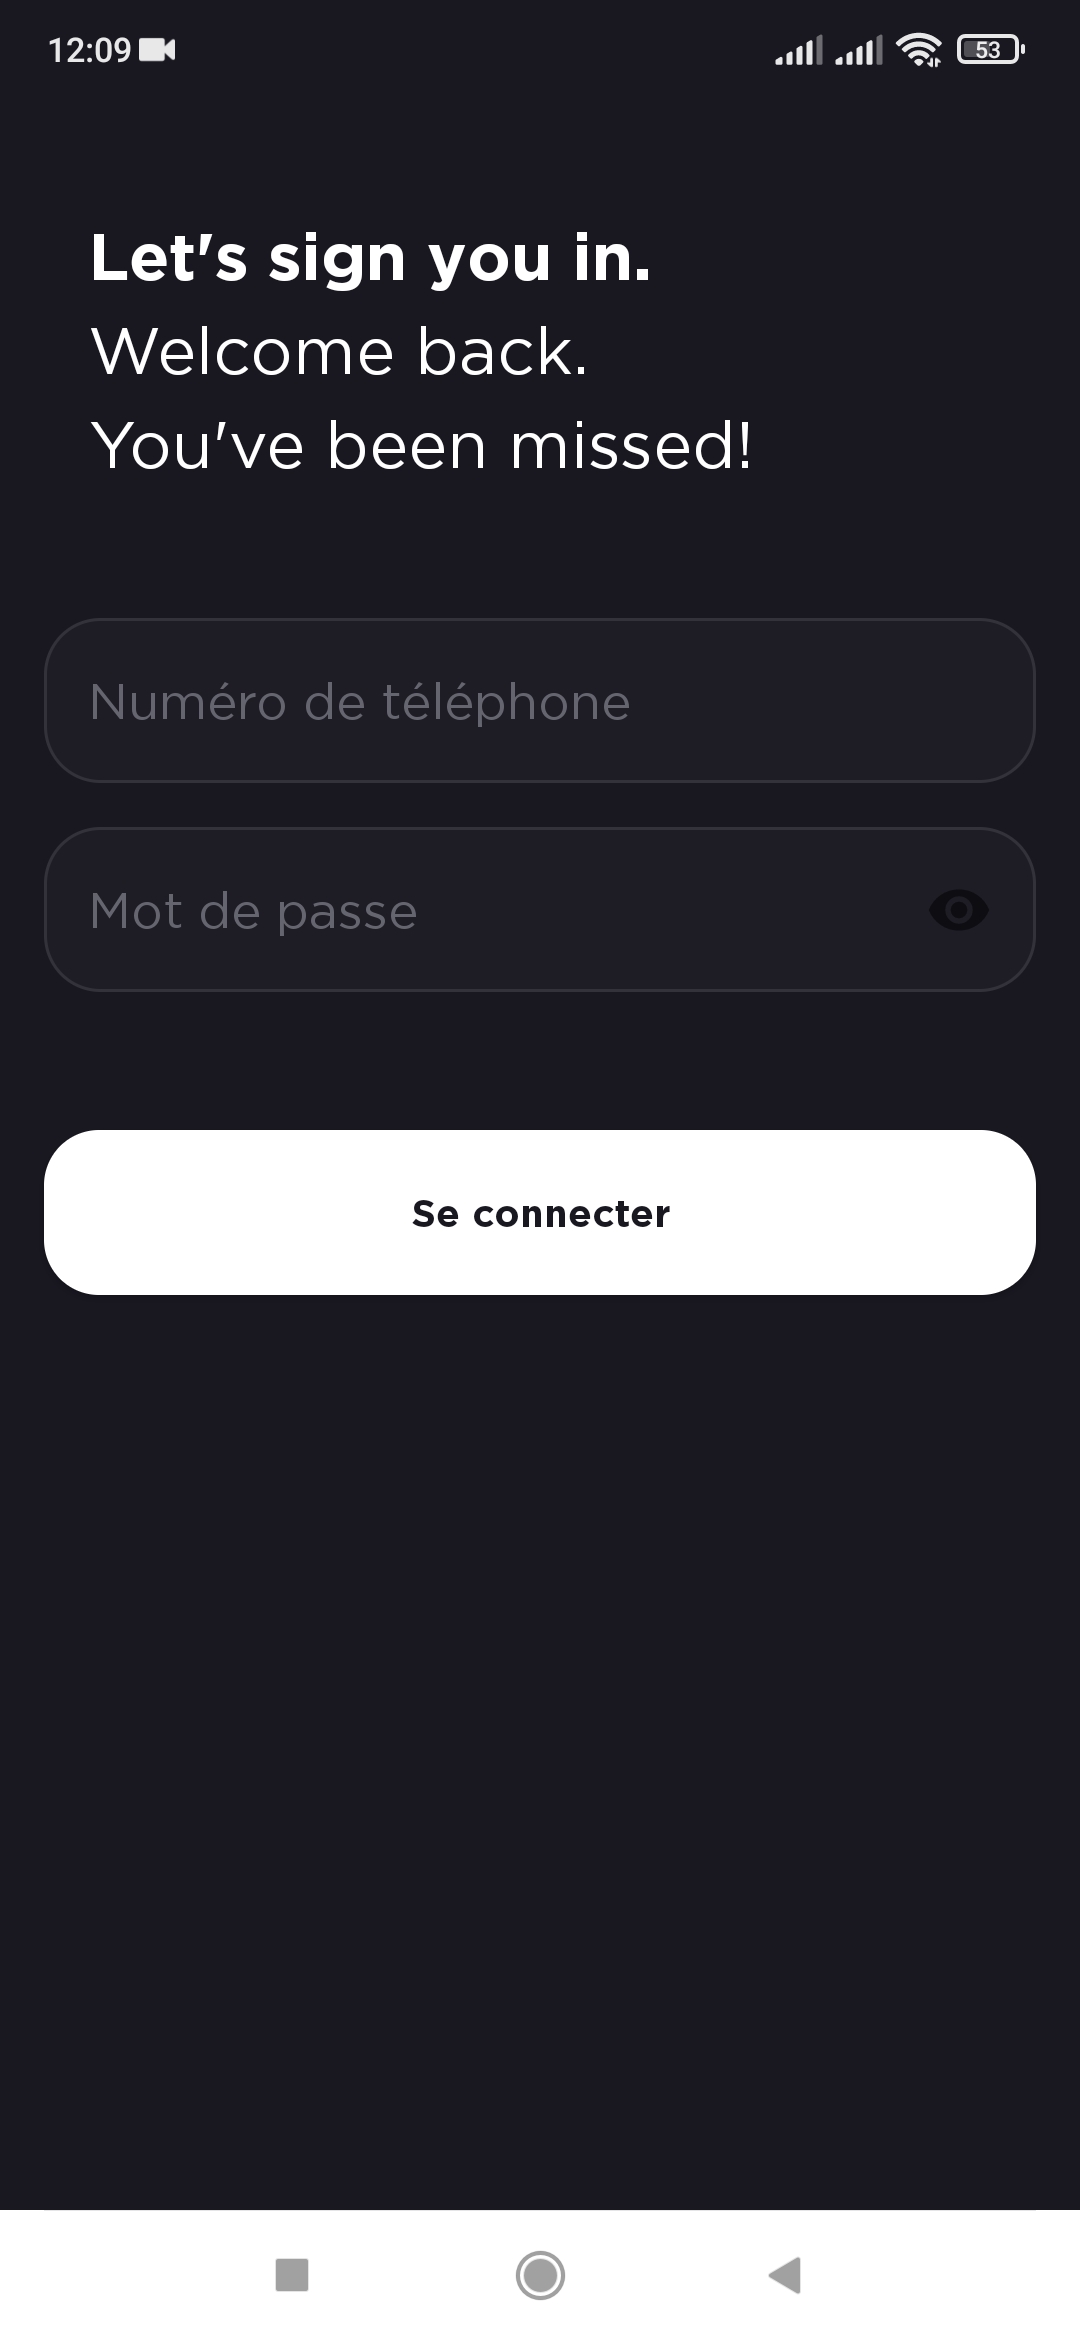 12:09
53
Let's sign you in.
Welcome back.
You've been missed!
Numéro de téléphone
Mot de passe
Se connecter